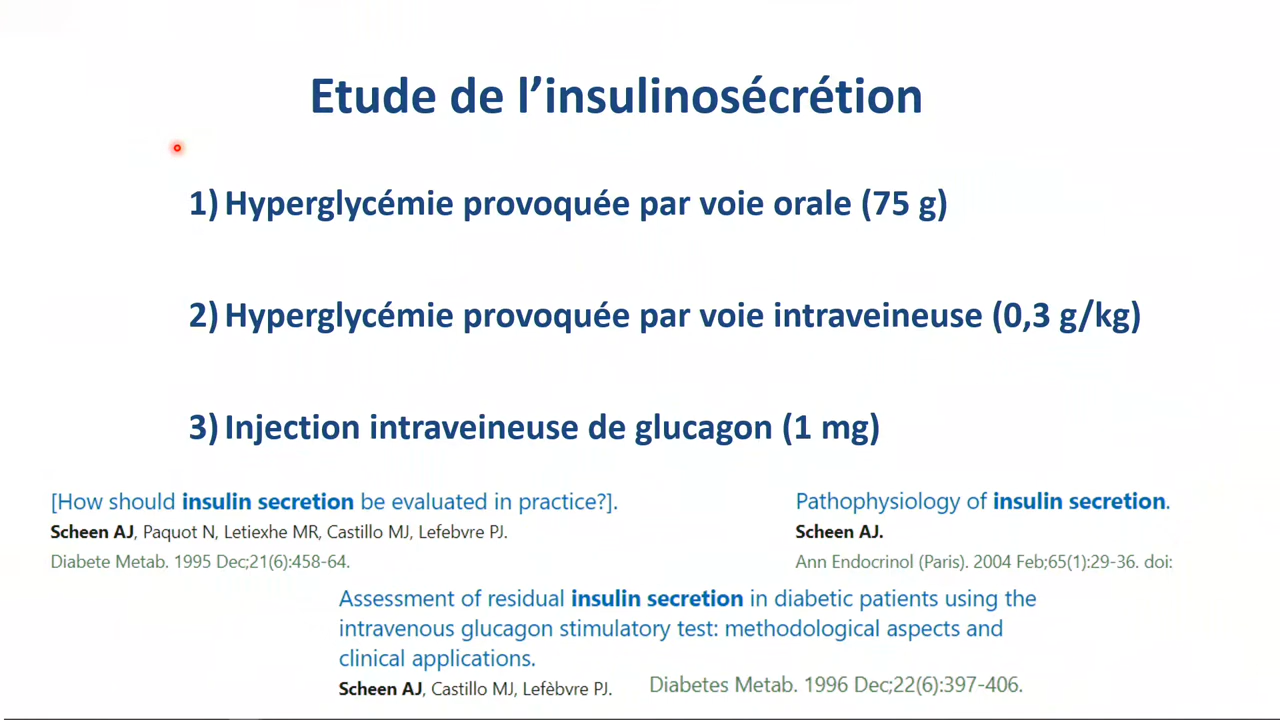 Etude de l’insulinosécrétion
1) Hyperglycémie provoquée par voie orale (75 g)
2) Hyperglycémie provoquée par voie intraveineuse (0,3 g/kg)
3) Injection intraveineuse de glucagon (1 mg)
[How should insulin secretion be evaluated in practice?].
Scheen AJ, Paquot N, Letiexhe MR, Castillo MJ, Lefebvre PJ.
Diabete Metab. 1995 Dec;21(6):458-64.
Pathophysiology of insulin secretion.
Scheen AJ.
Ann Endocrinol (Paris). 2004 Feb;65(1):29-36. doi:
Assessment of residual insulin secretion in diabetic patients using the
intravenous glucagon stimulatory test: methodological aspects and
clinical applications.
Scheen AJ, Castillo MJ, Lefèbvre PJ.
Diabetes Metab. 1996 Dec;22(6):397-406.